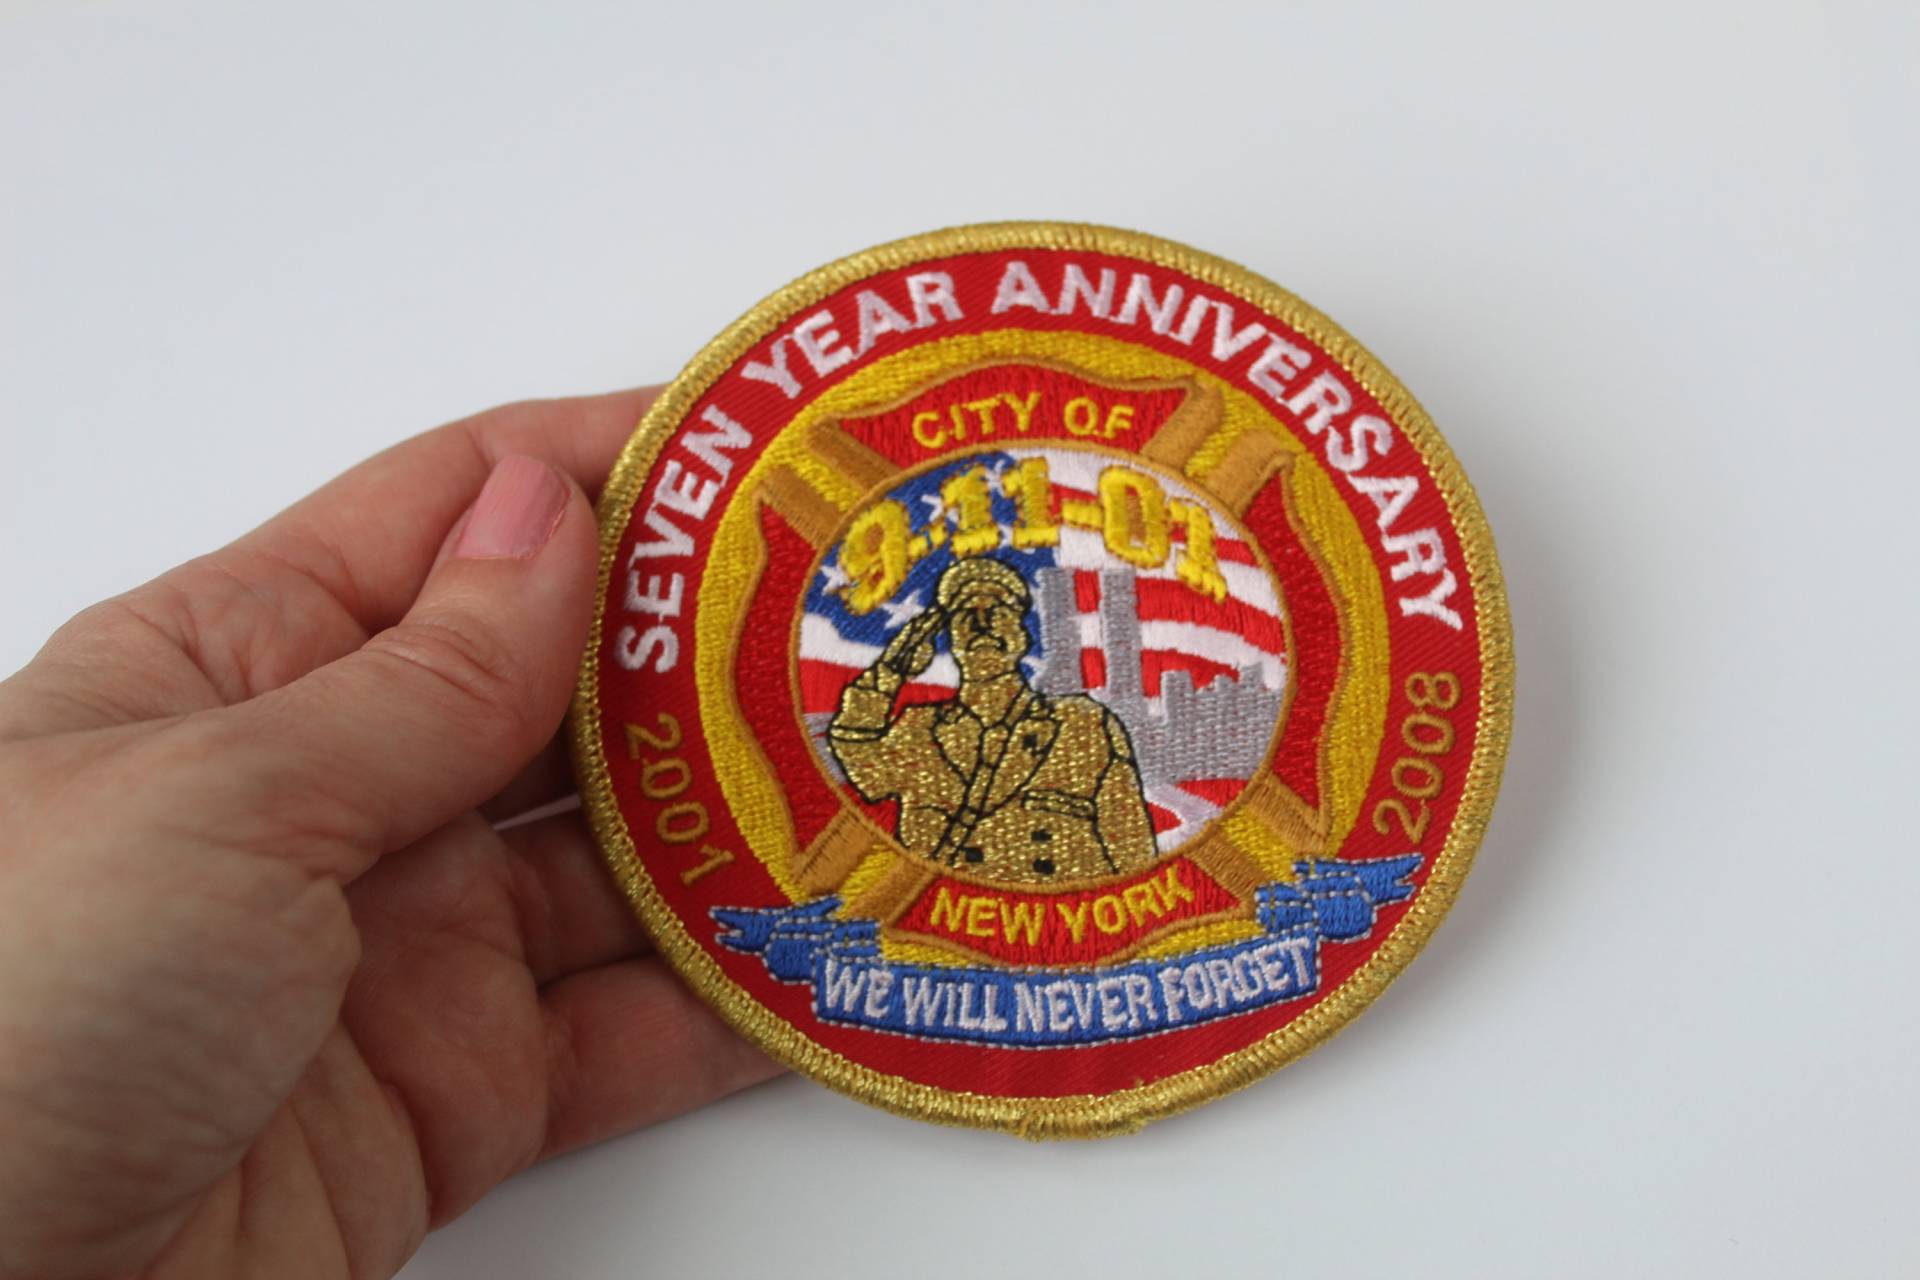 SEVEN YEAR ANNIVERSARY
CITY OF
9-11-01
2001
2008
NEW YORK
WE WILL NEVER FORGET